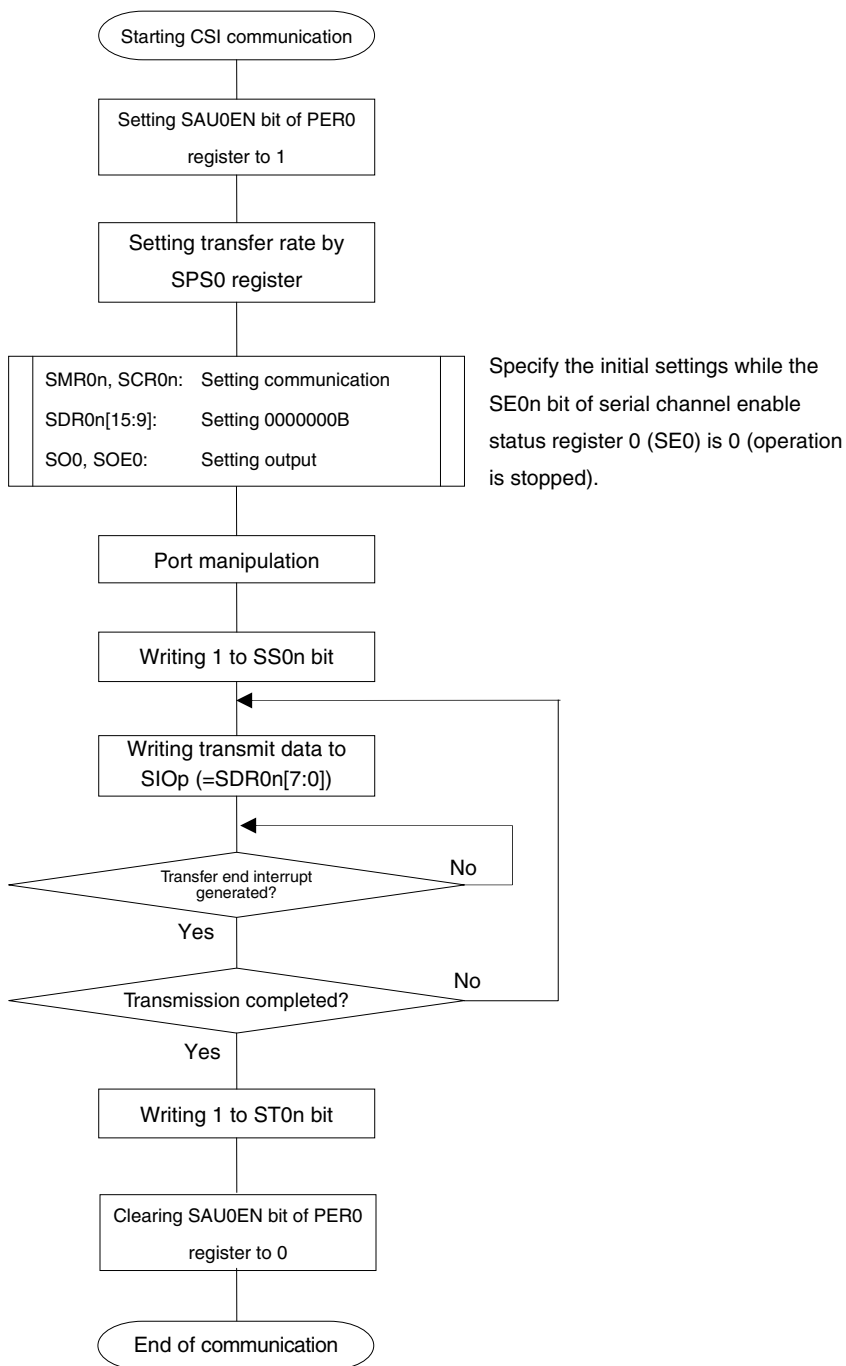 Starting CSI communication
Setting SAU0EN bit of PER0
register to 1
Setting transfer rate by
SPS0 register
SMR0n, SCR0n: Setting communication
SDR0n[15:9]: Setting 0000000B
SO0, SOE0: Setting output
Specify the initial settings while the
SE0n bit of serial channel enable
status register 0 (SE0) is 0 (operation
is stopped).
Port manipulation
Writing 1 to SS0n bit
Writing transmit data to
SIOp (=SDR0n[7:0])
Transfer end interrupt
generated?
No
Yes
Transmission completed?
No
Yes
Writing 1 to ST0n bit
Clearing SAU0EN bit of PER0
register to 0
End of communication